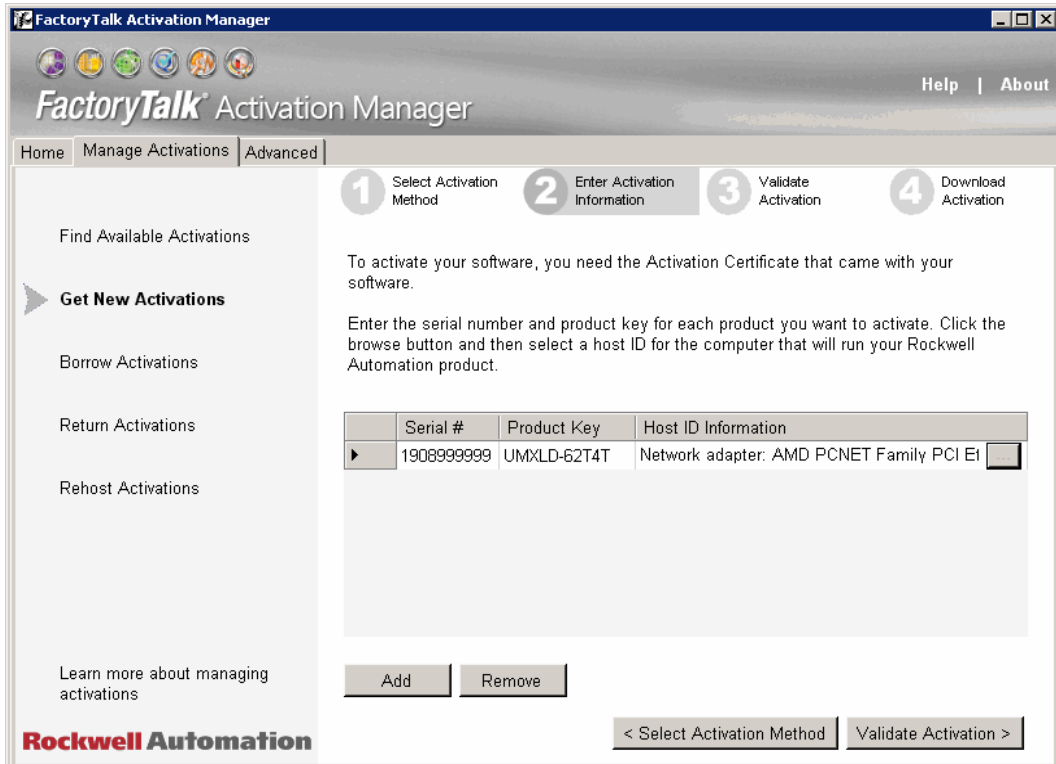 FactoryTalk Activation Manager
FactoryTalk Activation Manager
Help | About
Home Manage Activations Advanced
1 Select Activation Method
2 Enter Activation Information
3 Validate Activation
4 Download Activation
Find Available Activations
Get New Activations
Borrow Activations
Return Activations
Rehost Activations
Learn more about managing
activations
Rockwell Automation
To activate your software, you need the Activation Certificate that came with your
software.
Enter the serial number and product key for each product you want to activate. Click the
browse button and then select a host ID for the computer that will run your Rockwell
Automation product.
Serial # Product Key Host ID Information
1908999999 UMXLD-62T4T Network adapter: AMD PCNET Family PCI Et ...
Add Remove
< Select Activation Method Validate Activation >